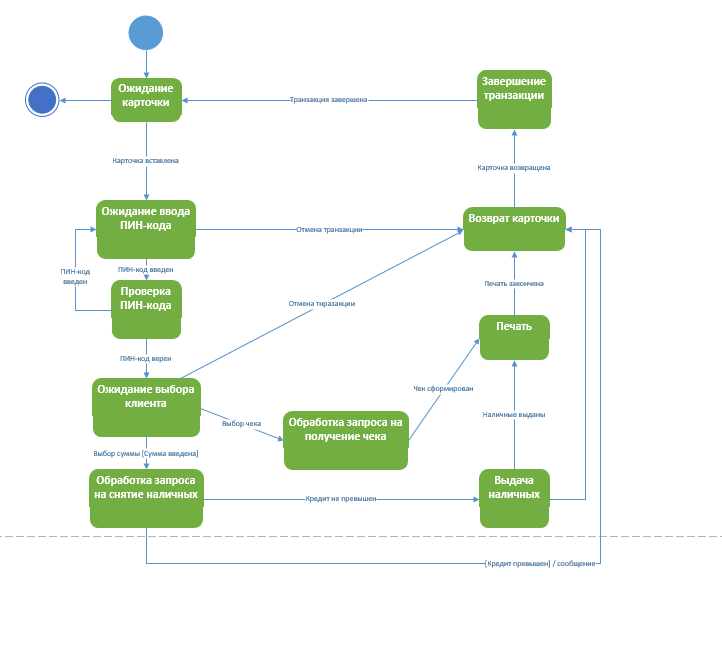 Ожидание
карточки
Завершение
транзакции
Транзакция завершена
Карточка вставлена
Карточка возвращена
Ожидание ввода
ПИН-кода
Отмена транзакции
Возврат карточки
ПИН-код
введен
ПИН-код введен
Проверка
ПИН-кода
Печать закончена
Отмена тнразакции
Печать
ПИН-код верен
Ожидание выбора
клиента
Чек сформирован
Выбор чека
Обработка запроса на
получение чека
Наличные выданы
Выбор суммы [Сумма введена]
Обработка запроса
на снятие наличных
Кредит не превышен
Выдача
наличных
[Кредит превышен] / сообщение